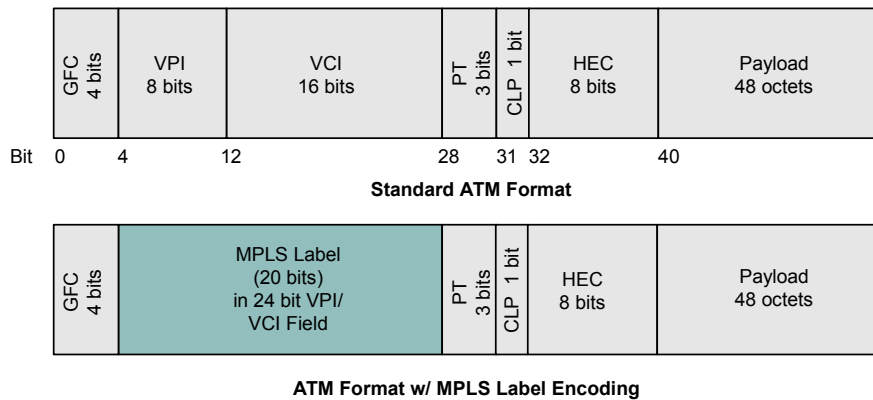 GFC
4 bits
VPI
8 bits
VCI
16 bits
PT
3 bits
CLP 1 bit
HEC
8 bits
Payload
48 octets
Bit 0 4 12 28 31 32 40
Standard ATM Format
GFC
4 bits
MPLS Label
(20 bits)
in 24 bit VPI/
VCI Field
PT
3 bits
CLP 1 bit
HEC
8 bits
Payload
48 octets
ATM Format w/ MPLS Label Encoding